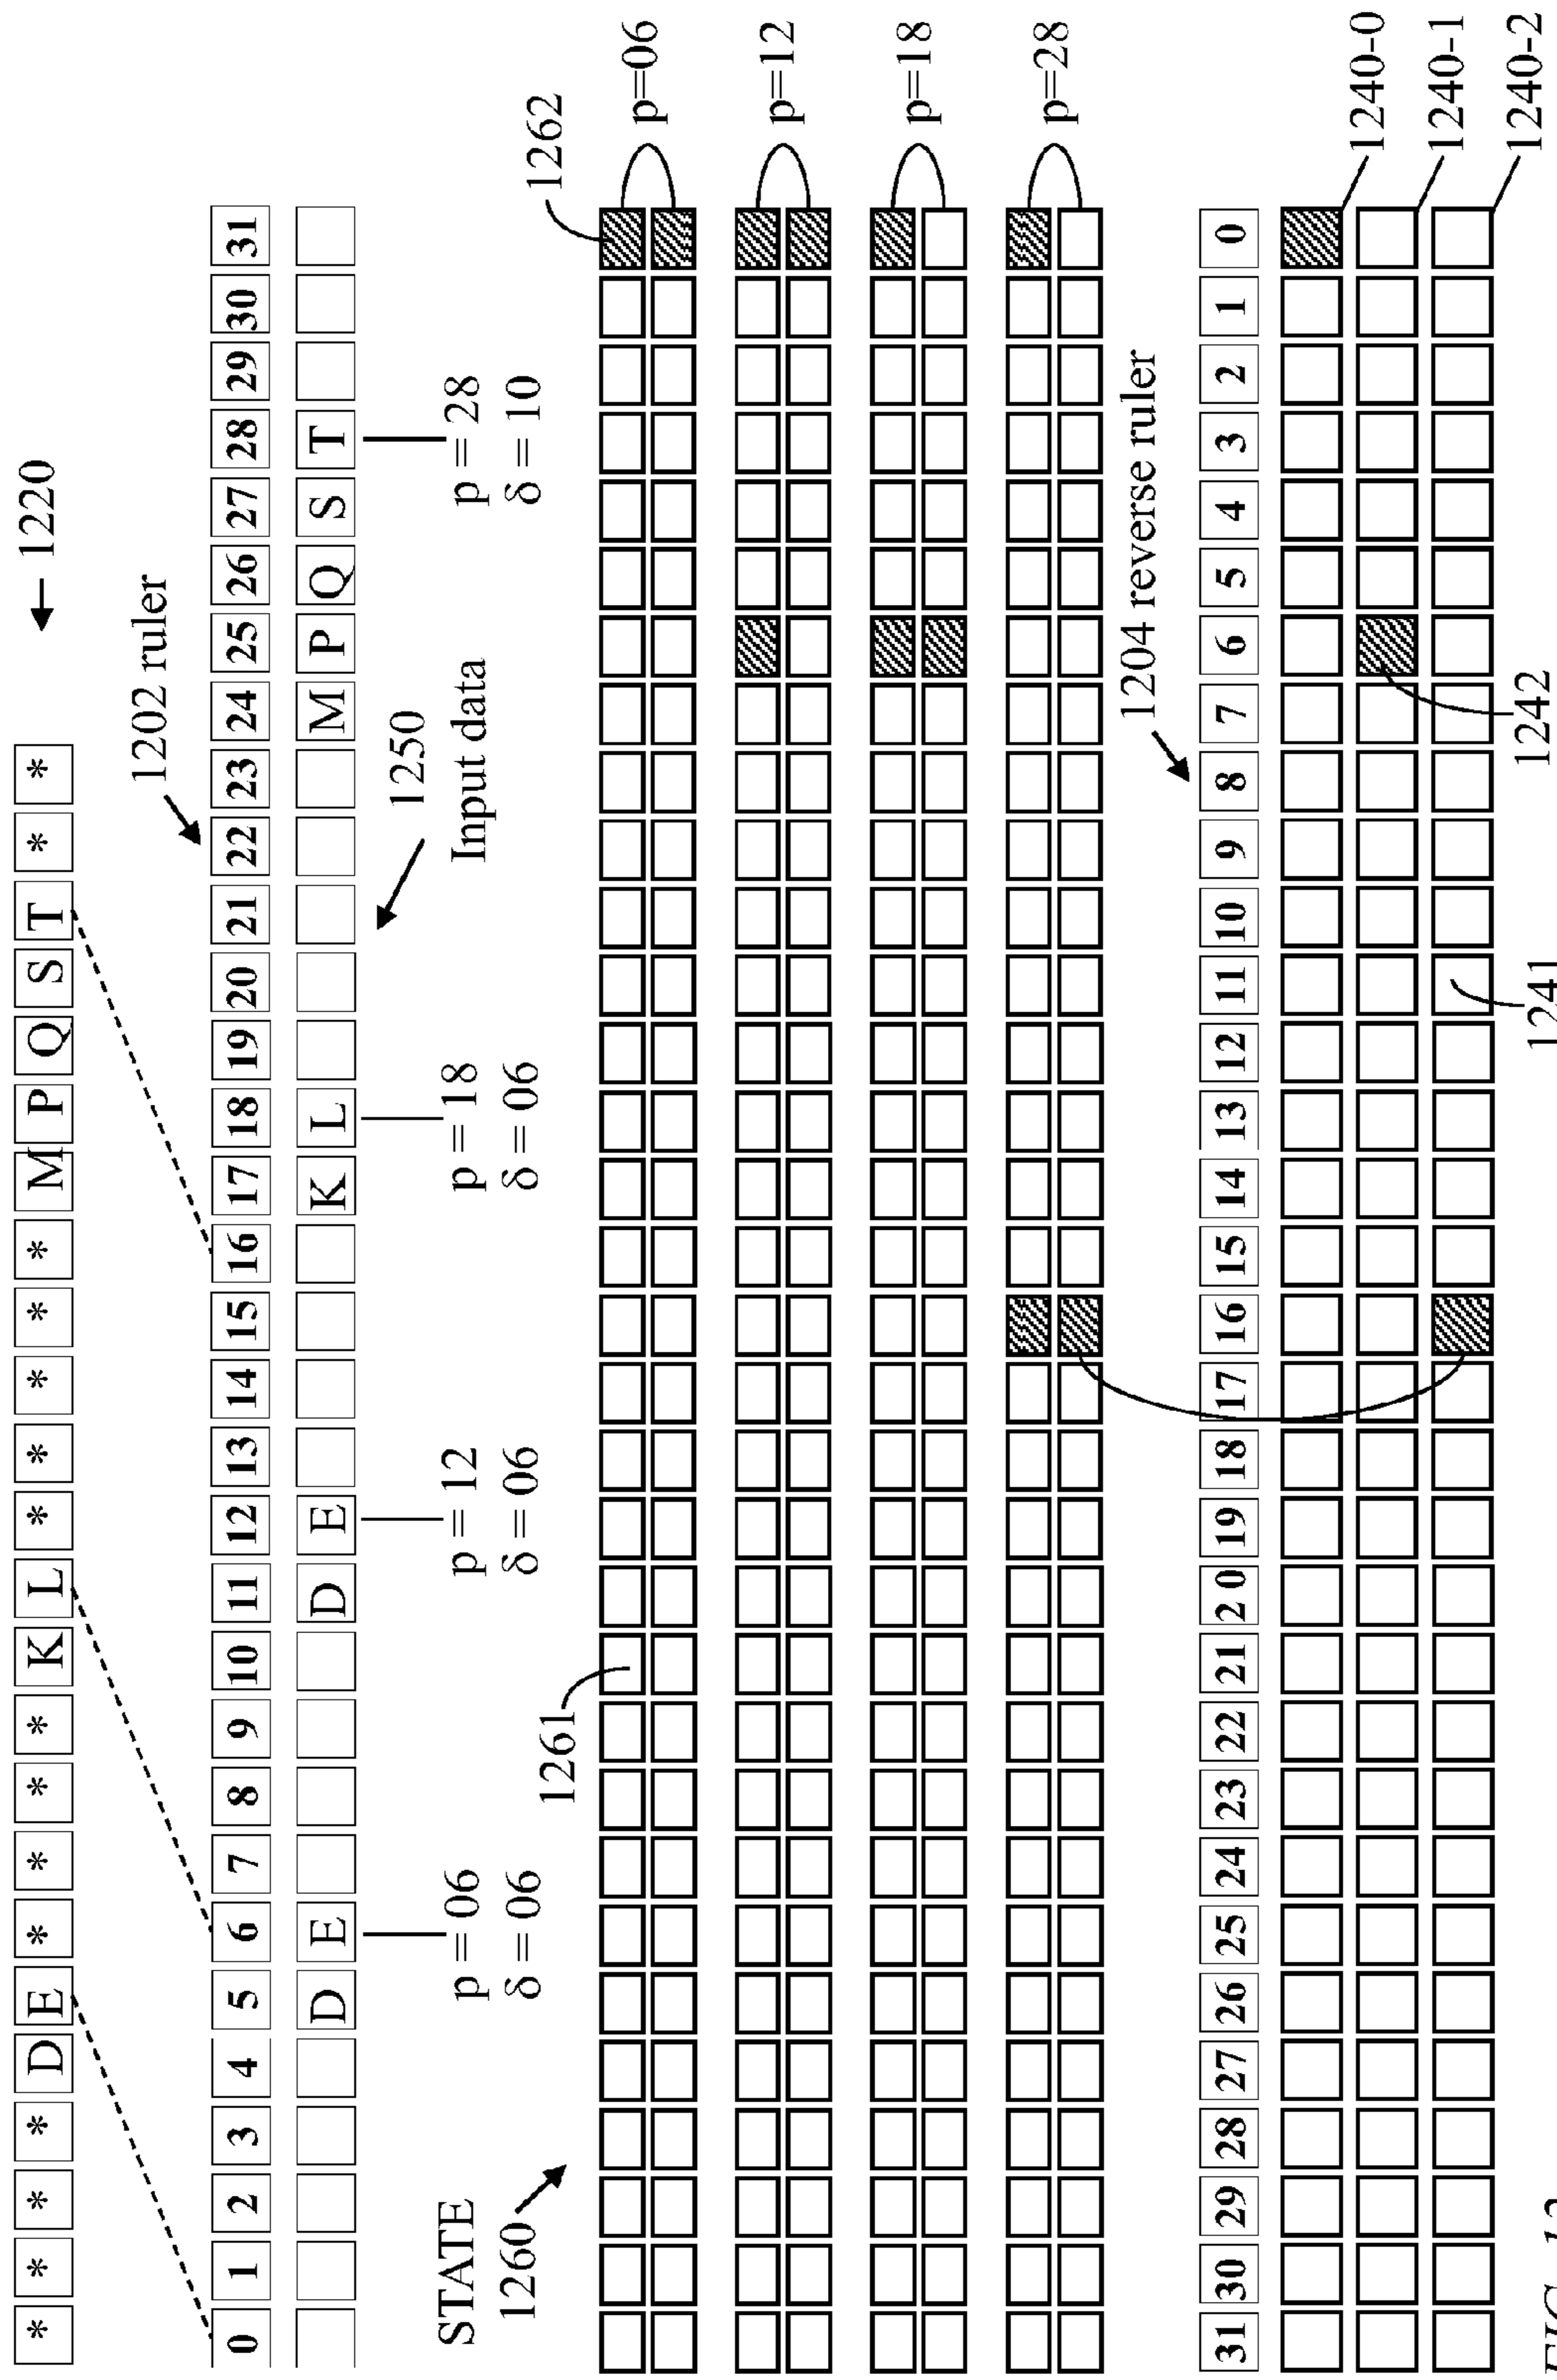 ← 1220
* * * * D E * * * * K L * * * * * M P Q S T * *
1202 ruler
0 1 2 3 4 5 6 7 8 9 10 11 12 13 14 15 16 17 18 19 20 21 22 23 24 25 26 27 28 29 30 31
D E D E K L M P Q S T
1250
Input data
p = 06
δ = 06
p = 12
δ = 06
p = 18
δ = 06
p = 28
δ = 10
STATE
1260
1261
1262
p=06
p=12
p=18
p=28
1204 reverse ruler
31 30 29 28 27 26 25 24 23 22 21 20 19 18 17 16 15 14 13 12 11 10 9 8 7 6 5 4 3 2 1 0
1240-0
1240-1
1240-2
1242
1241